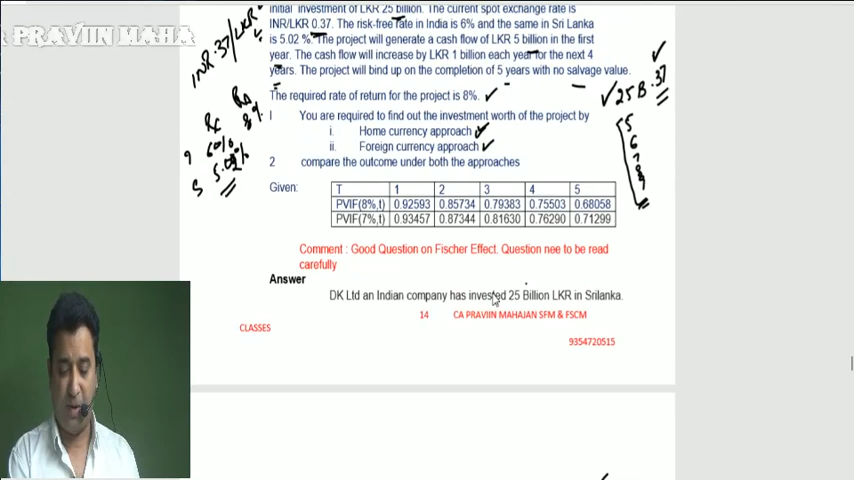 PRAVIIN MAHA
initial investment of LKR 25 billion. The current spot exchange rate is
INR/LKR 0.37. The risk-free rate in India is 6% and the same in Sri Lanka
is 5.02 %. The project will generate a cash flow of LKR 5 billion in the first
year. The cash flow will increase by LKR 1 billion each year for the next 4
years. The project will bind up on the completion of 5 years with no salvage value.
The required rate of return for the project is 8%.
INR .37/LKR
25 B .37
Rf
8%
6%
5.02%
5
6
7
8
9
I You are required to find out the investment worth of the project by
i. Home currency approach
ii. Foreign currency approach
2 compare the outcome under both the approaches
Given:
T 1 2 3 4 5
PVIF(8%,t) 0.92593 0.85734 0.79383 0.75503 0.68058
PVIF(7%,t) 0.93457 0.87344 0.81630 0.76290 0.71299
Comment : Good Question on Fischer Effect. Question nee to be read
carefully
Answer
DK Ltd an Indian company has invested 25 Billion LKR in Srilanka.
14 CA PRAVIIN MAHAJAN SFM & FSCM
CLASSES
9354720515